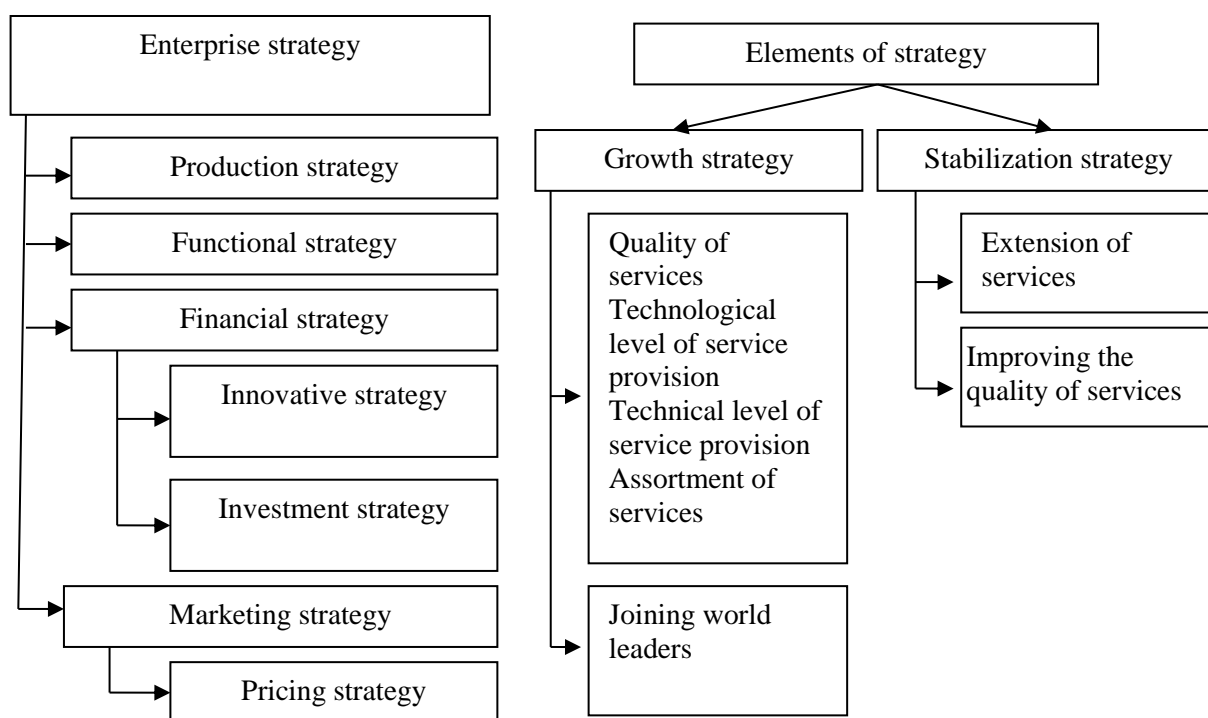 Enterprise strategy
Production strategy
Functional strategy
Financial strategy
Innovative strategy
Investment strategy
Marketing strategy
Pricing strategy
Elements of strategy
Growth strategy
Quality of
services
Technological
level of service
provision
Technical level of
service provision
Assortment of
services
Joining world
leaders
Stabilization strategy
Extension of
services
Improving the
quality of services